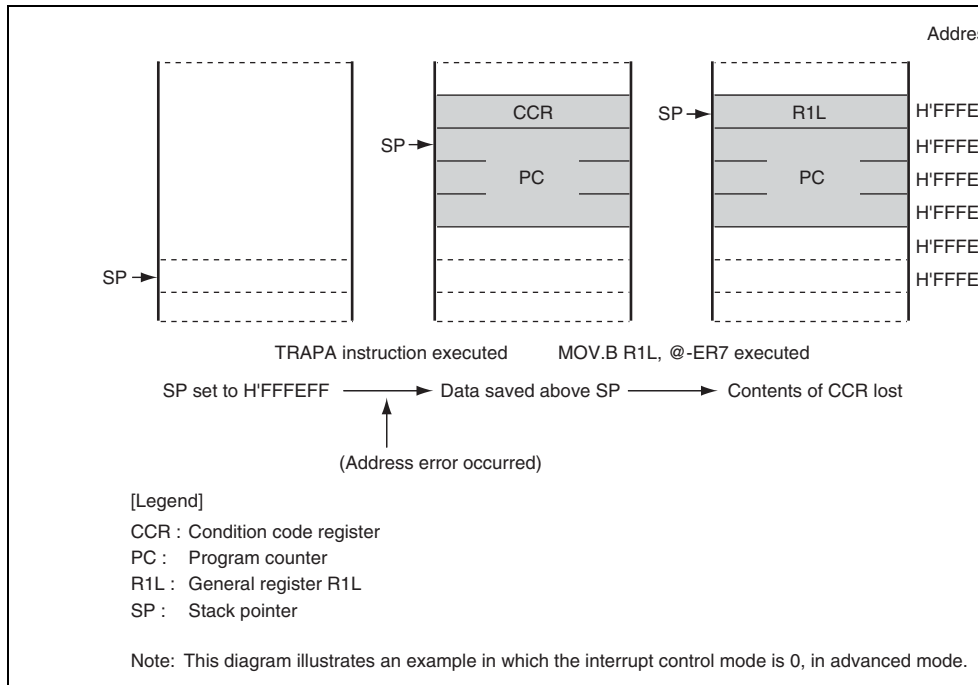 Addres
CCR
SP
R1L
H'FFFE
SP
H'FFFE
PC
PC
H'FFFE
H'FFFE
H'FFFE
SP
H'FFFE
TRAPA instruction executed
MOV.B R1L, @-ER7 executed
SP set to H'FFFEFF
Data saved above SP
Contents of CCR lost
(Address error occurred)
[Legend]
CCR : Condition code register
PC : Program counter
R1L : General register R1L
SP : Stack pointer
Note: This diagram illustrates an example in which the interrupt control mode is 0, in advanced mode.